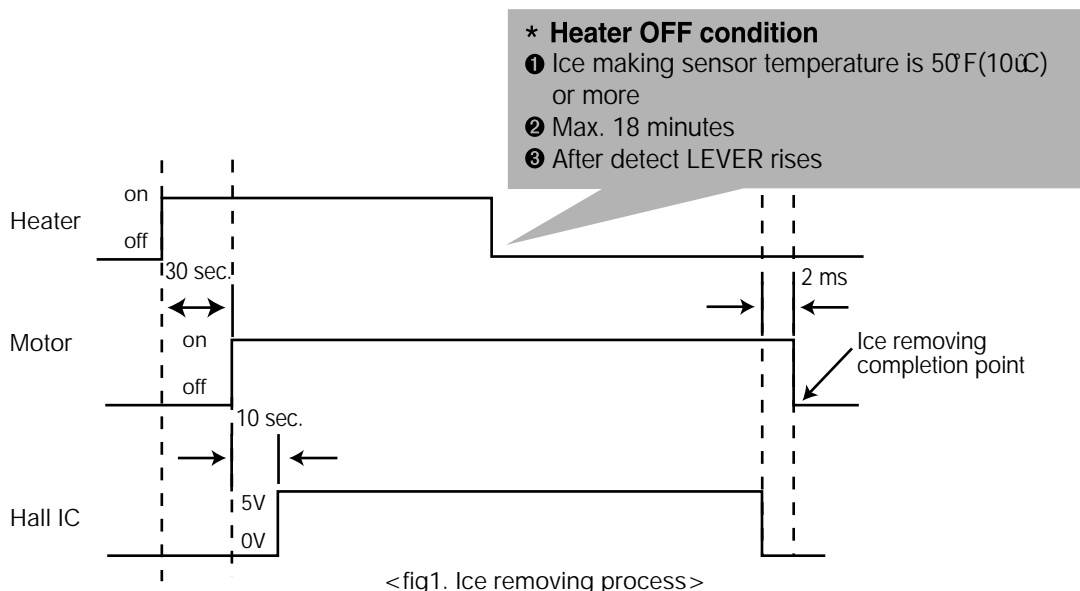 * Heater OFF condition
❶ Ice making sensor temperature is 50°F(10ûC)
or more
❷ Max. 18 minutes
❸ After detect LEVER rises
on
Heater
off
30 sec.
2 ms
Motor
on
Ice removing
completion point
off
10 sec.
5V
Hall IC
0V
<fig1. Ice removing process>